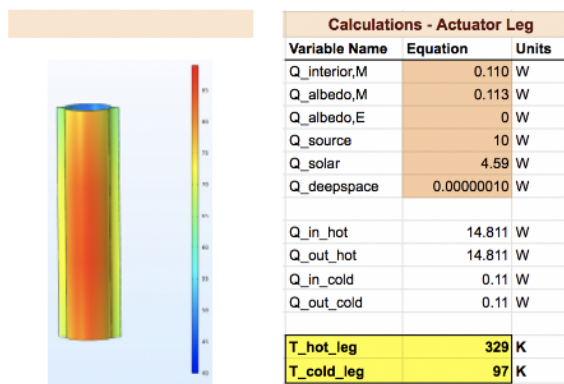 Calculations - Actuator Leg
Variable Name Equation Units
Q_interior,M 0.110 W
Q_albedo,M 0.113 W
Q_albedo,E 0 W
Q_source 10 W
Q_solar 4.59 W
Q_deepspace 0.00000010 W
Q_in_hot 14.811 W
Q_out_hot 14.811 W
Q_in_cold 0.11 W
Q_out_cold 0.11 W
T_hot_leg 329 K
T_cold_leg 97 K